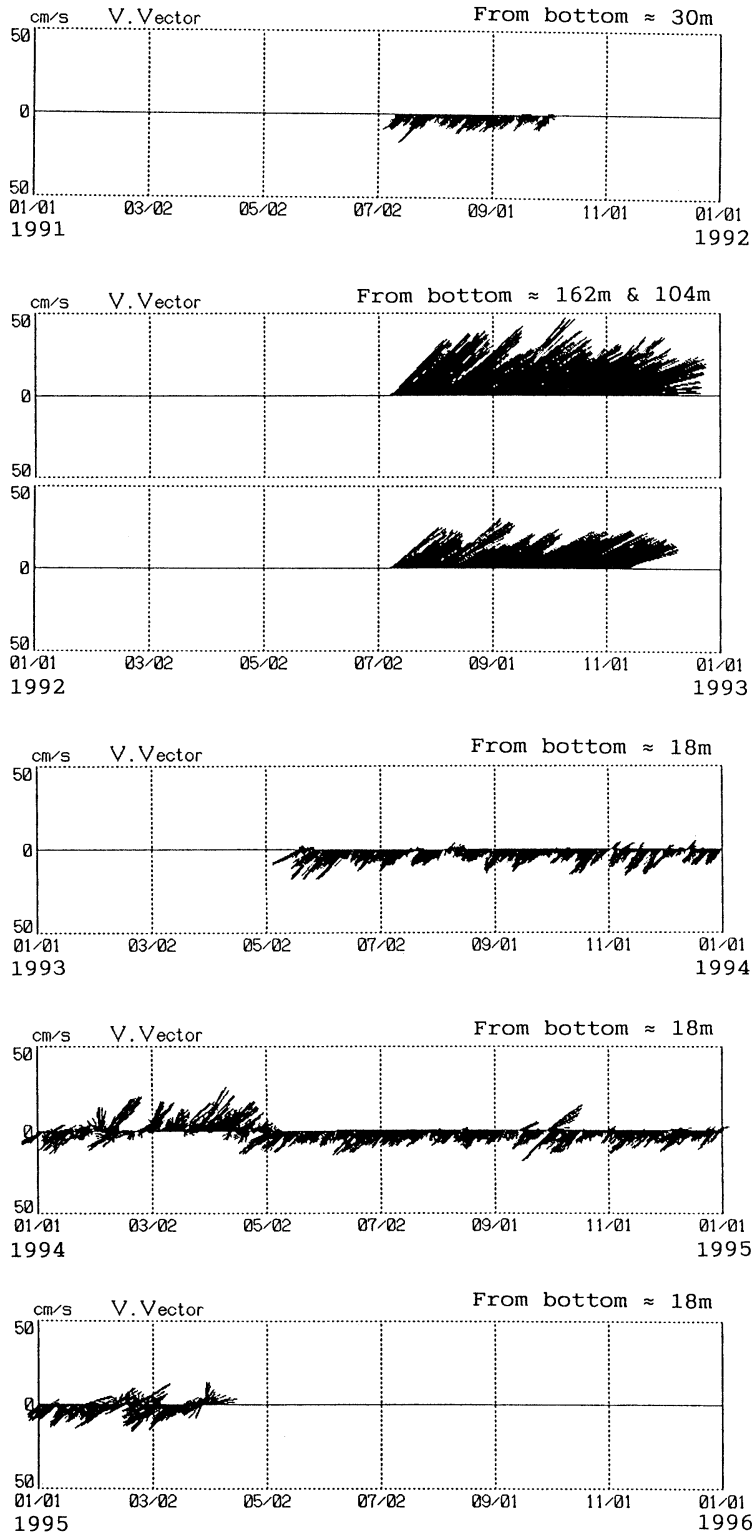 cm/s V.Vector From bottom ≈ 30m
50
0
50
01/01 03/02 05/02 07/02 09/01 11/01 01/01
1991 1992
cm/s V.Vector From bottom ≈ 162m & 104m
50
0
50
50
0
50
01/01 03/02 05/02 07/02 09/01 11/01 01/01
1992 1993
cm/s V.Vector From bottom ≈ 18m
50
0
50
01/01 03/02 05/02 07/02 09/01 11/01 01/01
1993 1994
cm/s V.Vector From bottom ≈ 18m
50
0
50
01/01 03/02 05/02 07/02 09/01 11/01 01/01
1994 1995
cm/s V.Vector From bottom ≈ 18m
50
0
50
01/01 03/02 05/02 07/02 09/01 11/01 01/01
1995 1996